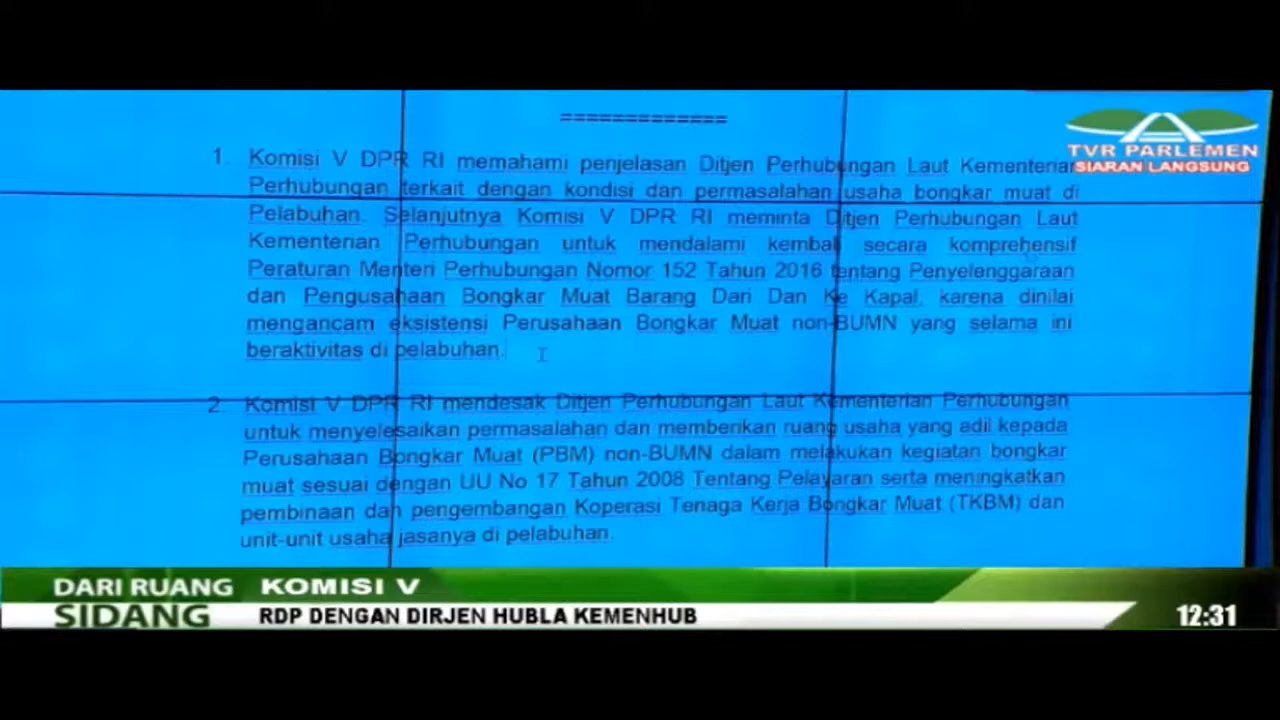 =============
TVR PARLEMEN
SIARAN LANGSUNG
1. Komisi V DPR RI memahami penjelasan Ditjen Perhubungan Laut Kementerian
Perhubungan terkait dengan kondisi dan permasalahan usaha bongkar muat di
Pelabuhan. Selanjutnya Komisi V DPR RI meminta Ditjen Perhubungan Laut
Kementerian Perhubungan untuk mendalami kembali secara komprehensif
Peraturan Menteri Perhubungan Nomor 152 Tahun 2016 tentang Penyelenggaraan
dan Pengusahaan Bongkar Muat Barang Dari Dan Ke Kapal, karena dinilai
mengancam eksistensi Perusahaan Bongkar Muat non-BUMN yang selama ini
beraktivitas di pelabuhan.
2. Komisi V DPR RI mendesak Ditjen Perhubungan Laut Kementerian Perhubungan
untuk menyelesaikan permasalahan dan memberikan ruang usaha yang adil kepada
Perusahaan Bongkar Muat (PBM) non-BUMN dalam melakukan kegiatan bongkar
muat sesuai dengan UU No 17 Tahun 2008 Tentang Pelayaran serta meningkatkan
pembinaan dan pengembangan Koperasi Tenaga Kerja Bongkar Muat (TKBM) dan
unit-unit usaha jasanya di pelabuhan.
DARI RUANG SIDANG
KOMISI V
RDP DENGAN DIRJEN HUBLA KEMENHUB
12:31